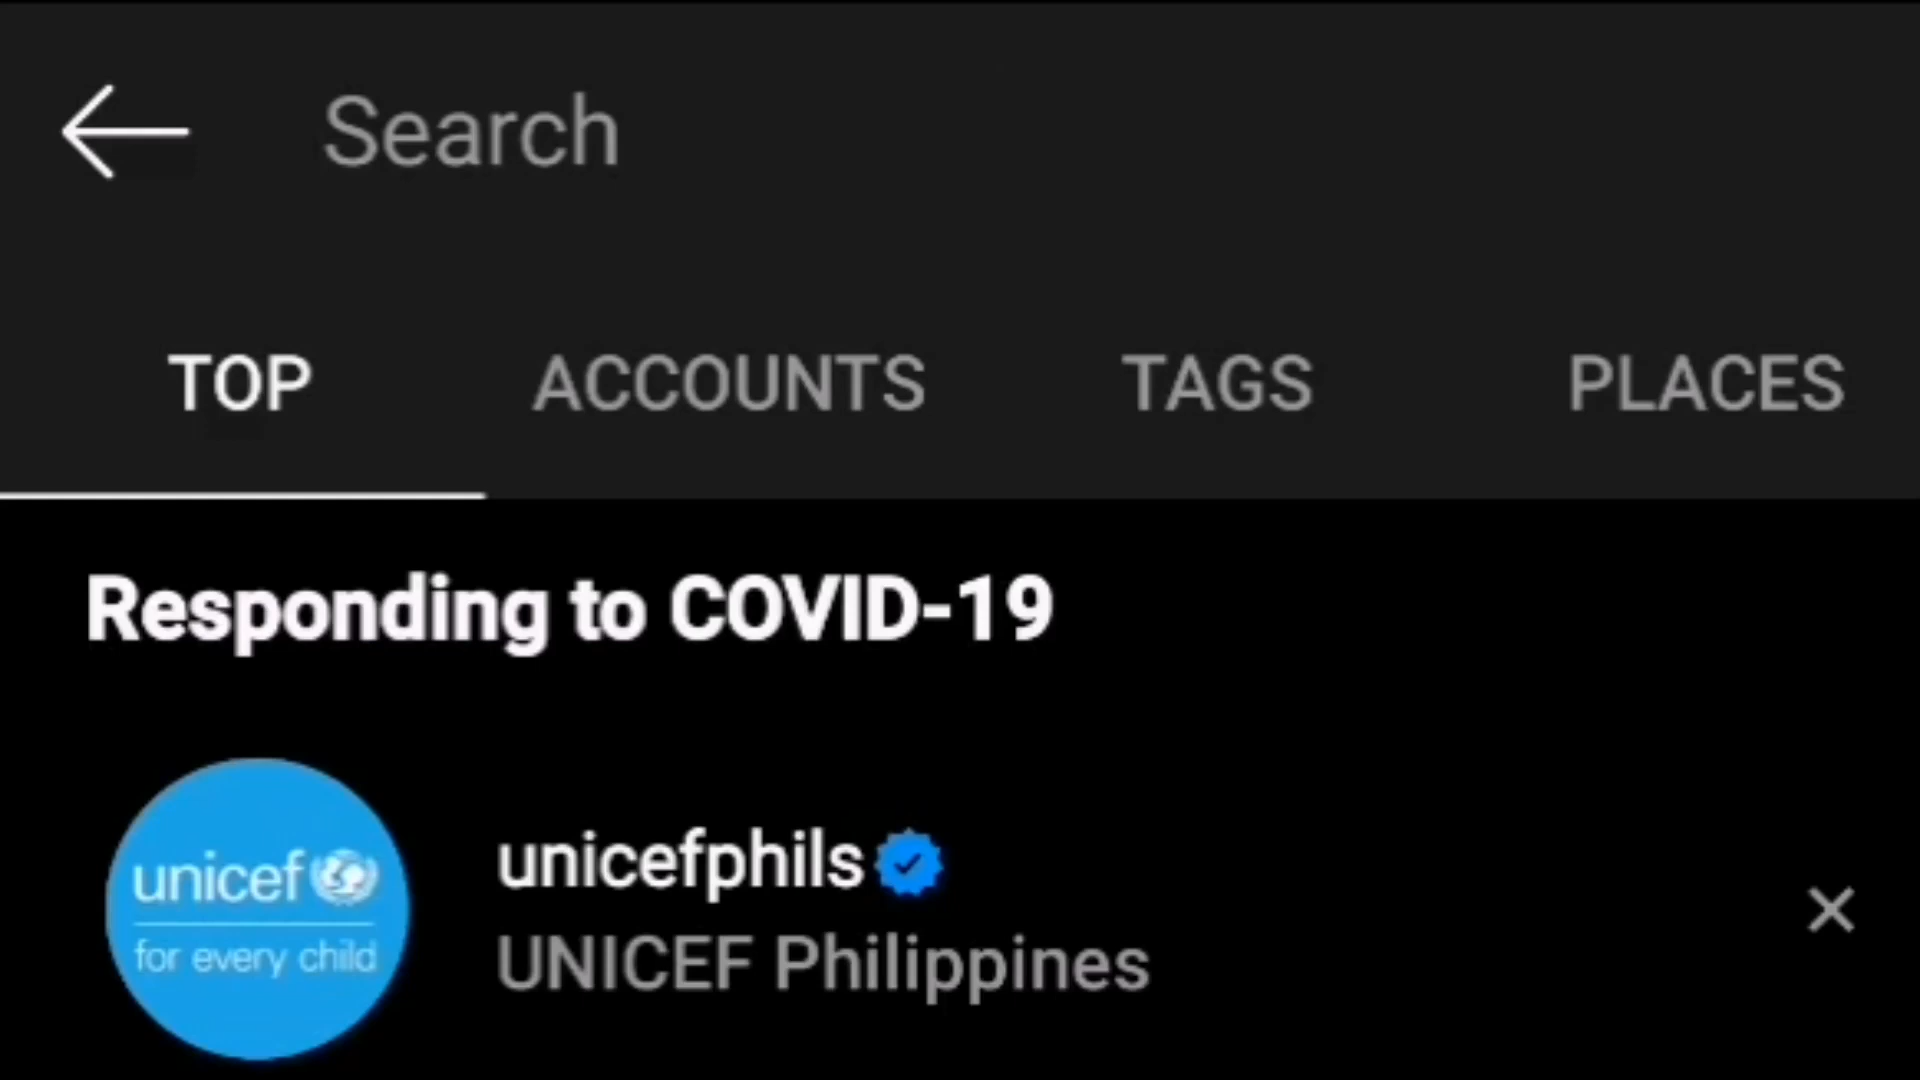 Search
TOP ACCOUNTS TAGS PLACES
Responding to COVID-19
unicef
for every child
unicefphils
UNICEF Philippines